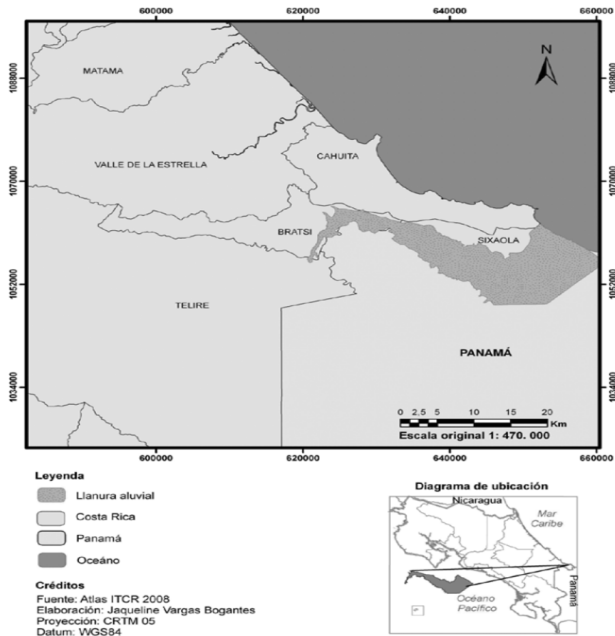 600000 620000 640000 660000
N
1088000 1088000
MATAMA
CAHUITA
VALLE DE LA ESTRELLA
1070000 1070000
BRATSI
SIXAOLA
1052000 1052000
TELIRE
PANAMÁ
1034000 1034000
0 2,5 5 10 15 20
Km
Escala original 1: 470. 000
600000 620000 640000 660000
Leyenda
Llanura aluvial
Costa Rica
Panamá
Oceáno
Créditos
Fuente: Atlas ITCR 2008
Elaboración: Jaqueline Vargas Bogantes
Proyección: CRTM 05
Datum: WGS84
Diagrama de ubicación
Nicaragua
Mar
Caribe
Océano
Pacífico
Panamá